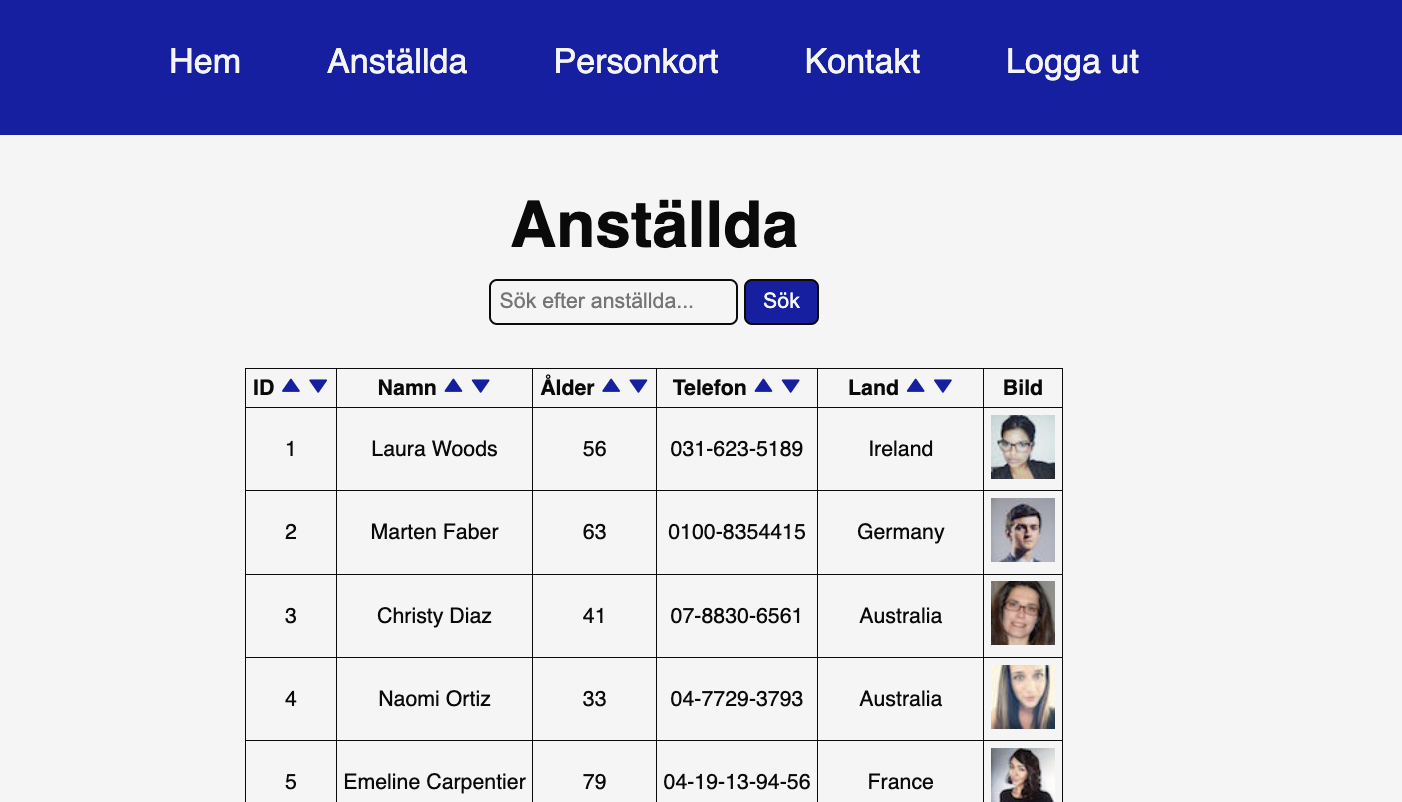 Hem Anställda Personkort Kontakt Logga ut
Anställda
Sök efter anställda... Sök
ID ▲ ▼ Namn ▲ ▼ Ålder ▲ ▼ Telefon ▲ ▼ Land ▲ ▼ Bild
1 Laura Woods 56 031-623-5189 Ireland
2 Marten Faber 63 0100-8354415 Germany
3 Christy Diaz 41 07-8830-6561 Australia
4 Naomi Ortiz 33 04-7729-3793 Australia
5 Emeline Carpentier 79 04-19-13-94-56 France